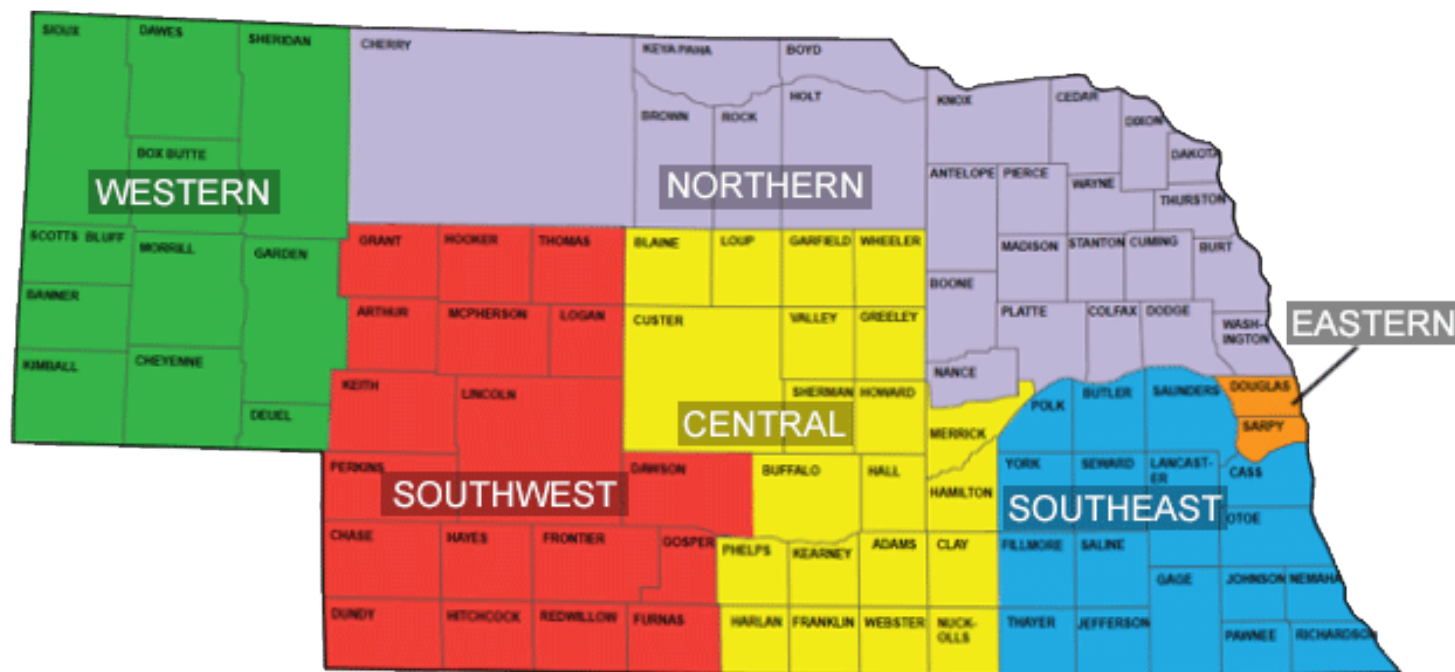 SIOUX
DAWES
SHERIDAN
CHERRY
KEYA PAHA
BOYD
HOLT
BROWN
ROCK
KNOX
CEDAR
DIXON
DAKOTA
BOX BUTTE
WESTERN
NORTHERN
ANTELOPE
PIERCE
WAYNE
THURSTON
SCOTTS BLUFF
MORRILL
GARDEN
GRANT
HOOKER
THOMAS
BLAINE
LOUP
GARFIELD
WHEELER
MADISON
STANTON
CUMING
BURT
BOONE
BANNER
ARTHUR
MCPHERSON
LOGAN
CUSTER
VALLEY
GREELEY
PLATTE
COLFAX
DODGE
WASH-
INGTON
EASTERN
KIMBALL
CHEYENNE
NANCE
KEITH
LINCOLN
SHERMAN
HOWARD
POLK
BUTLER
SAUNDERS
DOUGLAS
DEUEL
CENTRAL
MERRICK
SARPY
PERKINS
DAWSON
BUFFALO
HALL
YORK
SEWARD
LANCAST-
ER
CASS
SOUTHWEST
HAMILTON
SOUTHEAST
OTOE
CHASE
HAYES
FRONTIER
GOSPER
PHELPS
KEARNEY
ADAMS
CLAY
FILLMORE
SALINE
GAGE
JOHNSON
NEMAHA
DUNDY
HITCHCOCK
REDWILLOW
FURNAS
HARLAN
FRANKLIN
WEBSTER
NUCK-
OLLS
THAYER
JEFFERSON
PAWNEE
RICHARDSON